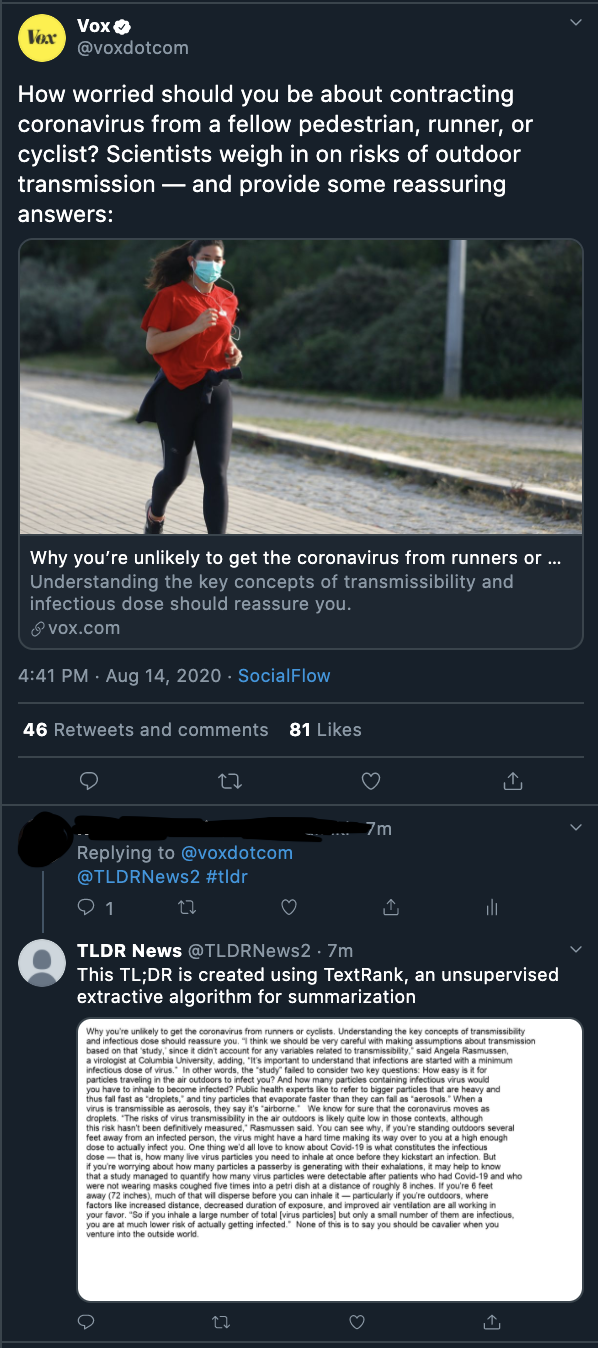 Vox
Vox
@voxdotcom
How worried should you be about contracting
coronavirus from a fellow pedestrian, runner, or
cyclist? Scientists weigh in on risks of outdoor
transmission — and provide some reassuring
answers:
Why you're unlikely to get the coronavirus from runners or ...
Understanding the key concepts of transmissibility and
infectious dose should reassure you.
vox.com
4:41 PM · Aug 14, 2020 · SocialFlow
46 Retweets and comments 81 Likes
7m
Replying to @voxdotcom
@TLDRNews2 #tldr
1
TLDR News @TLDRNews2 · 7m
This TL;DR is created using TextRank, an unsupervised
extractive algorithm for summarization
Why you're unlikely to get the coronavirus from runners or cyclists. Understanding the key concepts of transmissibility
and infectious dose should reassure you. "I think we should be very careful with making assumptions about transmission
based on that 'study,' since it didn't account for any variables related to transmissibility," said Angela Rasmussen,
a virologist at Columbia University, adding, "It's important to understand that infections are started with a minimum
infectious dose of virus." In other words, the "study" failed to consider two key questions: How easy is it for
particles traveling in the air outdoors to infect you? And how many particles containing infectious virus would
you have to inhale to become infected? Public health experts like to refer to bigger particles that are heavy and
thus fall fast as "droplets," and tiny particles that evaporate faster than they can fall as "aerosols." When a
virus is transmissible as aerosols, they say it's "airborne." We know for sure that the coronavirus moves as
droplets. "The risks of virus transmissibility in the air outdoors is likely quite low in those contexts, although
this risk hasn't been definitively measured," Rasmussen said. You can see why, if you're standing outdoors several
feet away from an infected person, the virus might have a hard time making its way over to you at a high enough
dose to actually infect you. One thing we'd all love to know about Covid-19 is what constitutes the infectious
dose — that is, how many live virus particles you need to inhale at once before they kickstart an infection. But
if you're worrying about how many particles a passerby is generating with their exhalations, it may help to know
that a study managed to quantify how many virus particles were detectable after patients who had Covid-19 and who
were not wearing masks coughed five times into a petri dish at a distance of roughly 8 inches. If you're 6 feet
away (72 inches), much of that will disperse before you can inhale it — particularly if you're outdoors, where
factors like increased distance, decreased duration of exposure, and improved air ventilation are all working in
your favor. "So if you inhale a large number of total [virus particles] but only a small number of them are infectious,
you are at much lower risk of actually getting infected." None of this is to say you should be cavalier when you
venture into the outside world.